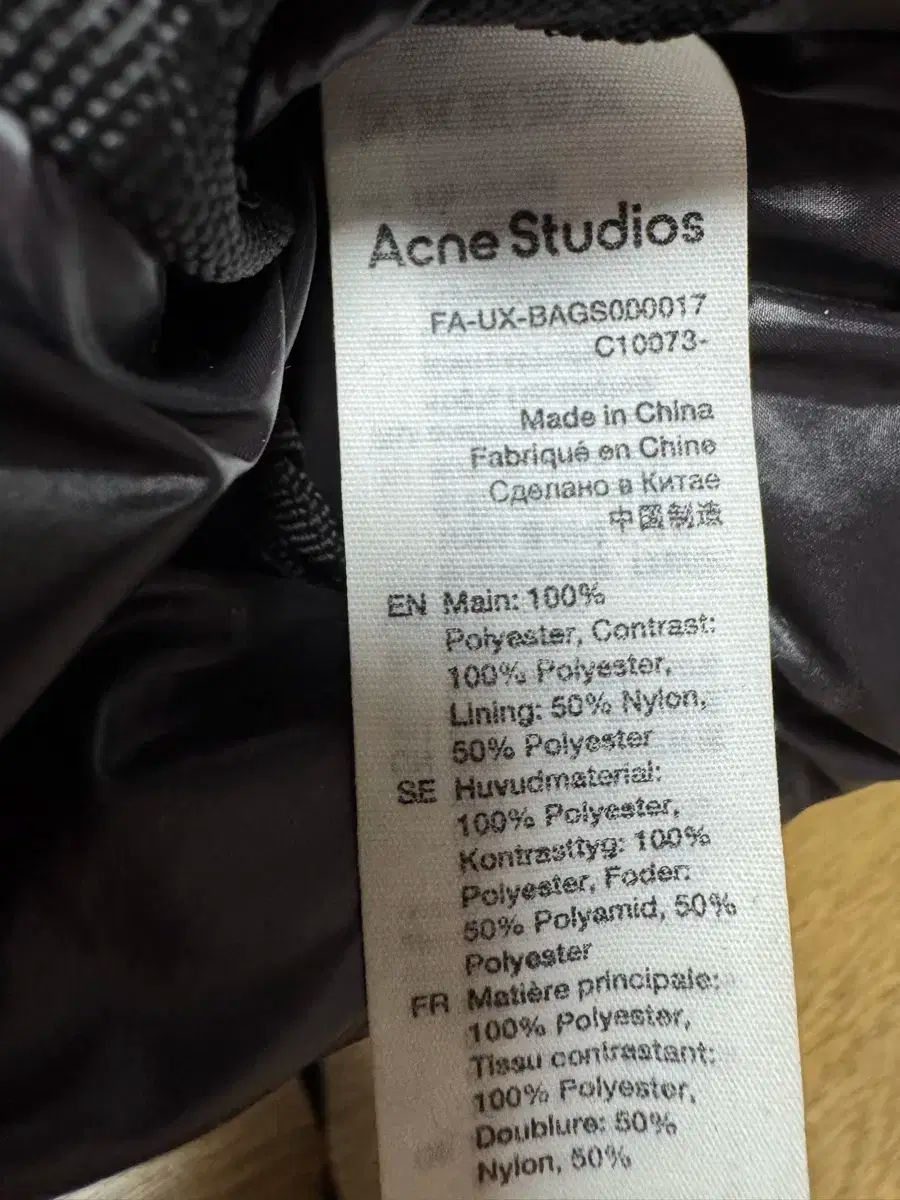 Acne Studios
FA-UX-BAGS000017
C10073-
Made in China
Fabriqué en Chine
Сделано в Китае
中国制造
EN Main: 100%
Polyester, Contrast:
100% Polyester,
Lining: 50% Nylon,
50% Polyester
SE Huvudmaterial:
100% Polyester,
Kontrasttyg: 100%
Polyester, Foder:
50% Polyamid, 50%
Polyester
FR Matière principale:
100% Polyester,
Tissu contrastant:
100% Polyester,
Doublure: 50%
Nylon, 50%